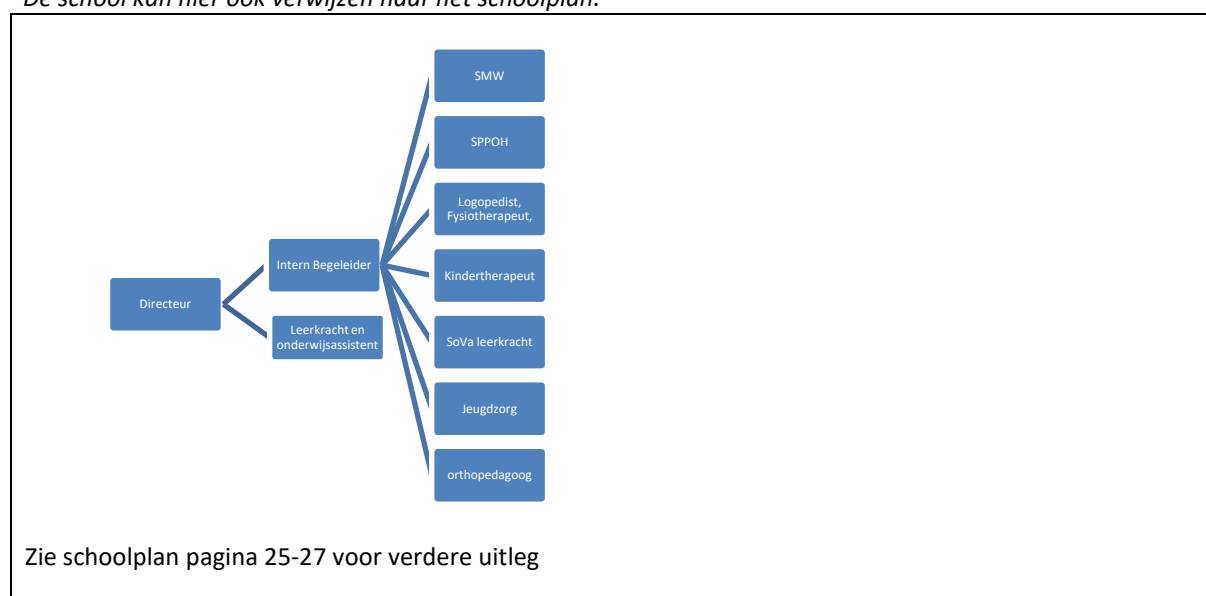 De school kan hier ook verwijzen naar het schoolplan.
SMW
SPPOH
Logopedist,
Fysiotherapeut,
Intern Begeleider
Kindertherapeut
Directeur
Leerkracht en
onderwijsassistent
SoVa leerkracht
Jeugdzorg
orthopedagoog
Zie schoolplan pagina 25-27 voor verdere uitleg